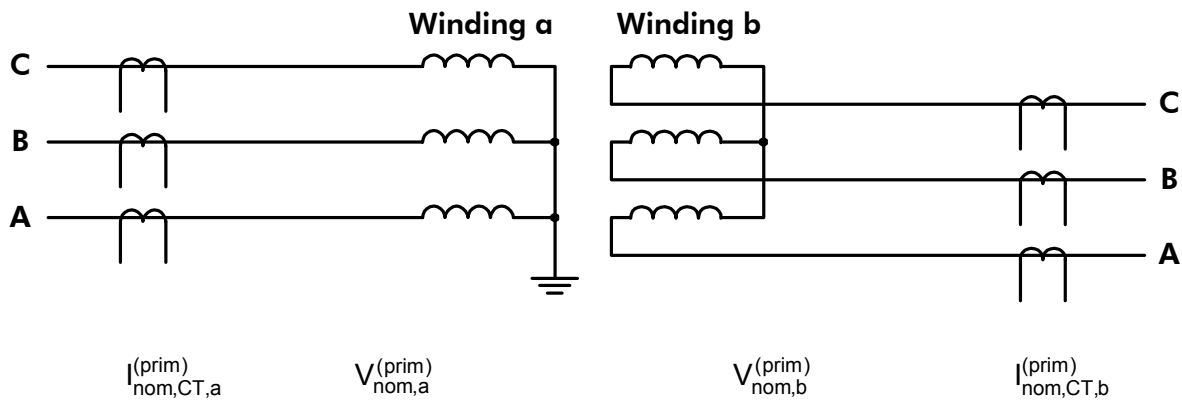 Winding a Winding b
C
C
B
B
A
A
I(prim)nom,CT,a V(prim)nom,a V(prim)nom,b I(prim)nom,CT,b